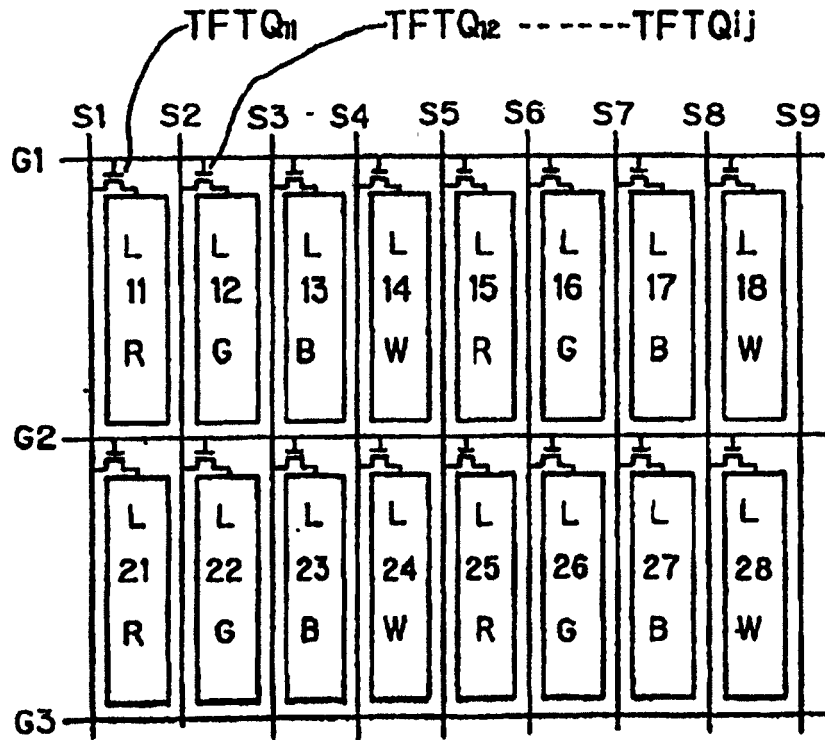 TFTQ11 TFTQ12 ------TFTQij
S1 S2 S3 - S4 S5 S6 S7 S8 S9
G1
L L L L L L L L
11 12 13 14 15 16 17 18
R G B W R G B W
G2
L L L L L L L L
21 22 23 24 25 26 27 28
R G B W R G B W
G3